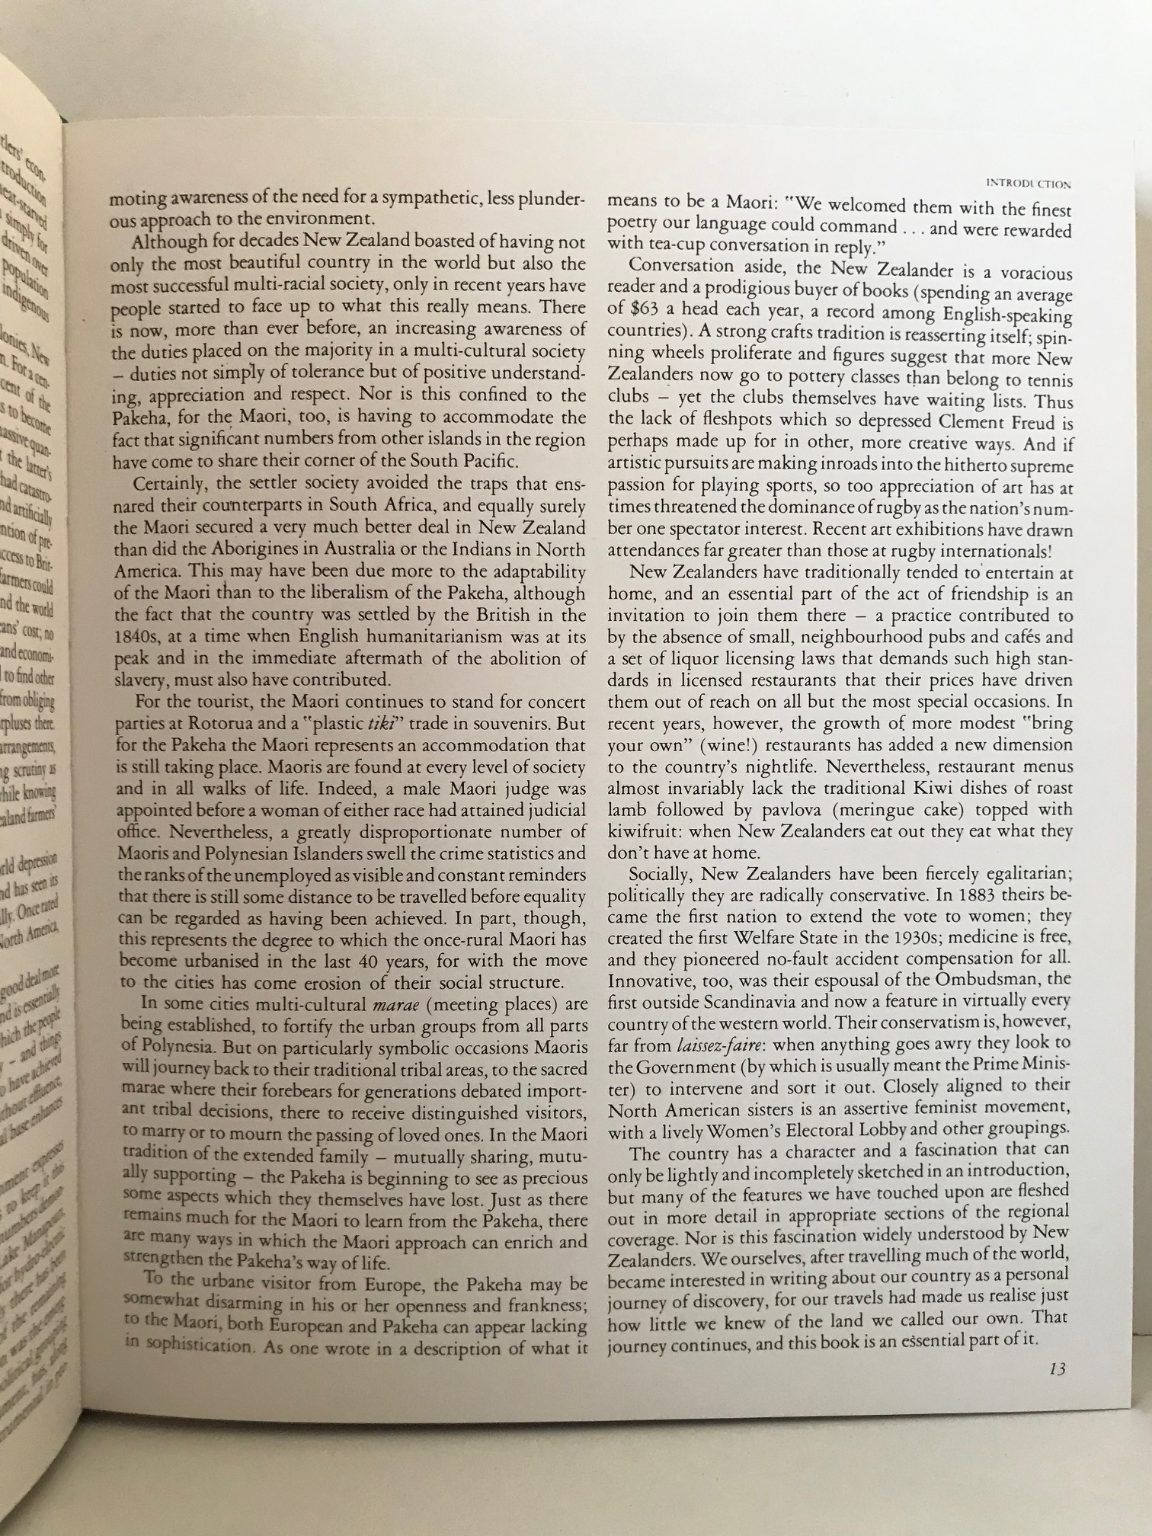 INTRODUCTION
moting awareness of the need for a sympathetic, less plunder-
ous approach to the environment.
Although for decades New Zealand boasted of having not
only the most beautiful country in the world but also the
most successful multi-racial society, only in recent years have
people started to face up to what this really means. There
is now, more than ever before, an increasing awareness of
the duties placed on the majority in a multi-cultural society
– duties not simply of tolerance but of positive understand-
ing, appreciation and respect. Nor is this confined to the
Pakeha, for the Maori, too, is having to accommodate the
fact that significant numbers from other islands in the region
have come to share their corner of the South Pacific.
Certainly, the settler society avoided the traps that ens-
nared their counterparts in South Africa, and equally surely
the Maori secured a very much better deal in New Zealand
than did the Aborigines in Australia or the Indians in North
America. This may have been due more to the adaptability
of the Maori than to the liberalism of the Pakeha, although
the fact that the country was settled by the British in the
1840s, at a time when English humanitarianism was at its
peak and in the immediate aftermath of the abolition of
slavery, must also have contributed.
For the tourist, the Maori continues to stand for concert
parties at Rotorua and a "plastic tiki" trade in souvenirs. But
for the Pakeha the Maori represents an accommodation that
is still taking place. Maoris are found at every level of society
and in all walks of life. Indeed, a male Maori judge was
appointed before a woman of either race had attained judicial
office. Nevertheless, a greatly disproportionate number of
Maoris and Polynesian Islanders swell the crime statistics and
the ranks of the unemployed as visible and constant reminders
that there is still some distance to be travelled before equality
can be regarded as having been achieved. In part, though,
this represents the degree to which the once-rural Maori has
become urbanised in the last 40 years, for with the move
to the cities has come erosion of their social structure.
In some cities multi-cultural marae (meeting places) are
being established, to fortify the urban groups from all parts
of Polynesia. But on particularly symbolic occasions Maoris
will journey back to their traditional tribal areas, to the sacred
marae where their forebears for generations debated import-
ant tribal decisions, there to receive distinguished visitors,
to marry or to mourn the passing of loved ones. In the Maori
tradition of the extended family – mutually sharing, mutu-
ally supporting – the Pakeha is beginning to see as precious
some aspects which they themselves have lost. Just as there
remains much for the Maori to learn from the Pakeha, there
are many ways in which the Maori approach can enrich and
strengthen the Pakeha's way of life.
To the urbane visitor from Europe, the Pakeha may be
somewhat disarming in his or her openness and frankness;
to the Maori, both European and Pakeha can appear lacking
in sophistication. As one wrote in a description of what it
means to be a Maori: "We welcomed them with the finest
poetry our language could command . . . and were rewarded
with tea-cup conversation in reply."
Conversation aside, the New Zealander is a voracious
reader and a prodigious buyer of books (spending an average
of $63 a head each year, a record among English-speaking
countries). A strong crafts tradition is reasserting itself; spin-
ning wheels proliferate and figures suggest that more New
Zealanders now go to pottery classes than belong to tennis
clubs – yet the clubs themselves have waiting lists. Thus
the lack of fleshpots which so depressed Clement Freud is
perhaps made up for in other, more creative ways. And if
artistic pursuits are making inroads into the hitherto supreme
passion for playing sports, so too appreciation of art has at
times threatened the dominance of rugby as the nation's num-
ber one spectator interest. Recent art exhibitions have drawn
attendances far greater than those at rugby internationals!
New Zealanders have traditionally tended to entertain at
home, and an essential part of the act of friendship is an
invitation to join them there – a practice contributed to
by the absence of small, neighbourhood pubs and cafés and
a set of liquor licensing laws that demands such high stan-
dards in licensed restaurants that their prices have driven
them out of reach on all but the most special occasions. In
recent years, however, the growth of more modest "bring
your own" (wine!) restaurants has added a new dimension
to the country's nightlife. Nevertheless, restaurant menus
almost invariably lack the traditional Kiwi dishes of roast
lamb followed by pavlova (meringue cake) topped with
kiwifruit: when New Zealanders eat out they eat what they
don't have at home.
Socially, New Zealanders have been fiercely egalitarian;
politically they are radically conservative. In 1883 theirs be-
came the first nation to extend the vote to women; they
created the first Welfare State in the 1930s; medicine is free,
and they pioneered no-fault accident compensation for all.
Innovative, too, was their espousal of the Ombudsman, the
first outside Scandinavia and now a feature in virtually every
country of the western world. Their conservatism is, however,
far from laissez-faire: when anything goes awry they look to
the Government (by which is usually meant the Prime Minis-
ter) to intervene and sort it out. Closely aligned to their
North American sisters is an assertive feminist movement,
with a lively Women's Electoral Lobby and other groupings.
The country has a character and a fascination that can
only be lightly and incompletely sketched in an introduction,
but many of the features we have touched upon are fleshed
out in more detail in appropriate sections of the regional
coverage. Nor is this fascination widely understood by New
Zealanders. We ourselves, after travelling much of the world,
became interested in writing about our country as a personal
journey of discovery, for our travels had made us realise just
how little we knew of the land we called our own. That
journey continues, and this book is an essential part of it.
13